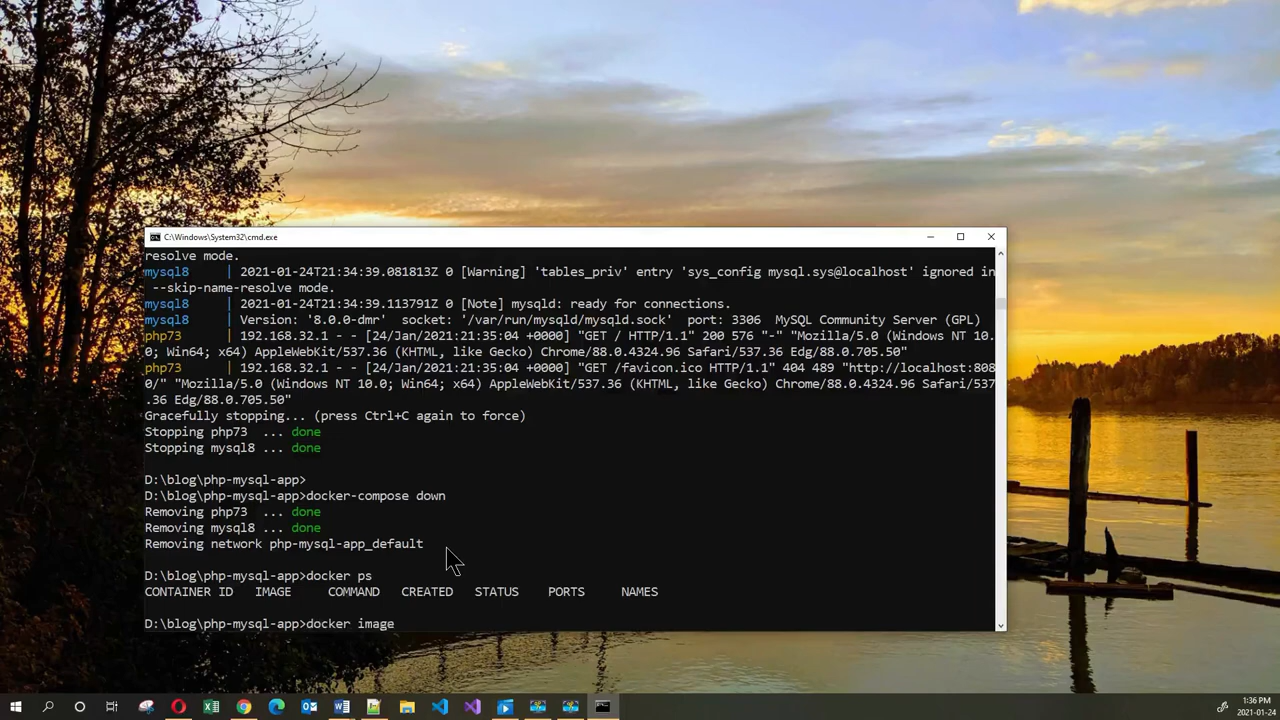 C:\Windows\System32\cmd.exe
resolve mode.
mysql8 | 2021-01-24T21:34:39.081813Z 0 [Warning] 'tables_priv' entry 'sys_config mysql.sys@localhost' ignored in
--skip-name-resolve mode.
mysql8 | 2021-01-24T21:34:39.113791Z 0 [Note] mysqld: ready for connections.
mysql8 | Version: '8.0.0-dmr' socket: '/var/run/mysqld/mysqld.sock' port: 3306 MySQL Community Server (GPL)
php73 | 192.168.32.1 - - [24/Jan/2021:21:35:04 +0000] "GET / HTTP/1.1" 200 576 "-" "Mozilla/5.0 (Windows NT 10.
0; Win64; x64) AppleWebKit/537.36 (KHTML, like Gecko) Chrome/88.0.4324.96 Safari/537.36 Edg/88.0.705.50"
php73 | 192.168.32.1 - - [24/Jan/2021:21:35:04 +0000] "GET /favicon.ico HTTP/1.1" 404 489 "http://localhost:808
0/" "Mozilla/5.0 (Windows NT 10.0; Win64; x64) AppleWebKit/537.36 (KHTML, like Gecko) Chrome/88.0.4324.96 Safari/537
.36 Edg/88.0.705.50"
Gracefully stopping... (press Ctrl+C again to force)
Stopping php73 ... done
Stopping mysql8 ... done
D:\blog\php-mysql-app>
D:\blog\php-mysql-app>docker-compose down
Removing php73 ... done
Removing mysql8 ... done
Removing network php-mysql-app_default
D:\blog\php-mysql-app>docker ps
CONTAINER ID IMAGE COMMAND CREATED STATUS PORTS NAMES
D:\blog\php-mysql-app>docker image
1:36 PM
2021-01-24